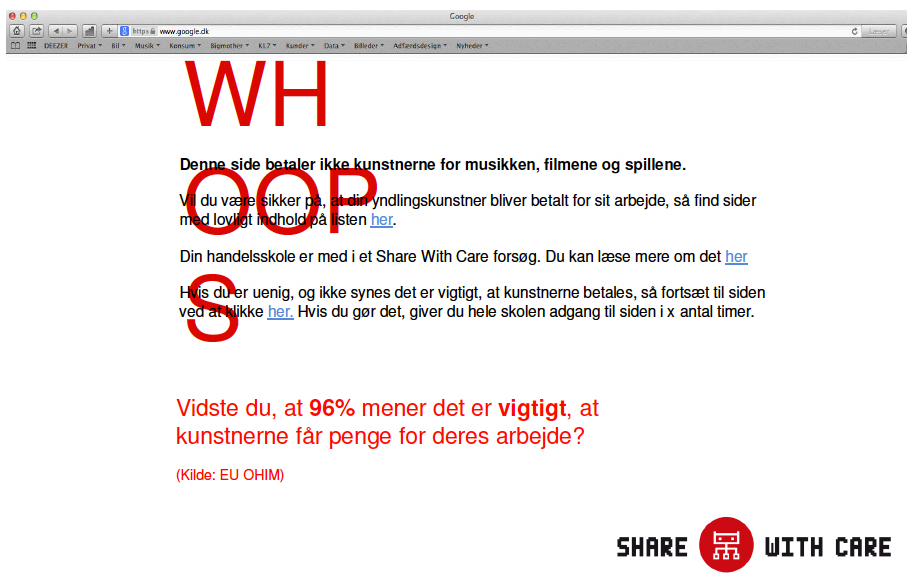 Google
https www.google.dk
Læser
DEEZER Privat Bil Musik Konsum Bigmother KL7 Kunder Data Billeder Adfærdsdesign Nyheder
WH
Denne side betaler ikke kunstnerne for musikken, filmene og spillene.
OOP
Vil du være sikker på, at din yndlingskunstner bliver betalt for sit arbejde, så find sider
med lovligt indhold på listen her.
Din handelsskole er med i et Share With Care forsøg. Du kan læse mere om det her
S
Hvis du er uenig, og ikke synes det er vigtigt, at kunstnerne betales, så fortsæt til siden
ved at klikke her. Hvis du gør det, giver du hele skolen adgang til siden i x antal timer.
Vidste du, at 96% mener det er vigtigt, at
kunstnerne får penge for deres arbejde?
(Kilde: EU OHIM)
SHARE WITH CARE